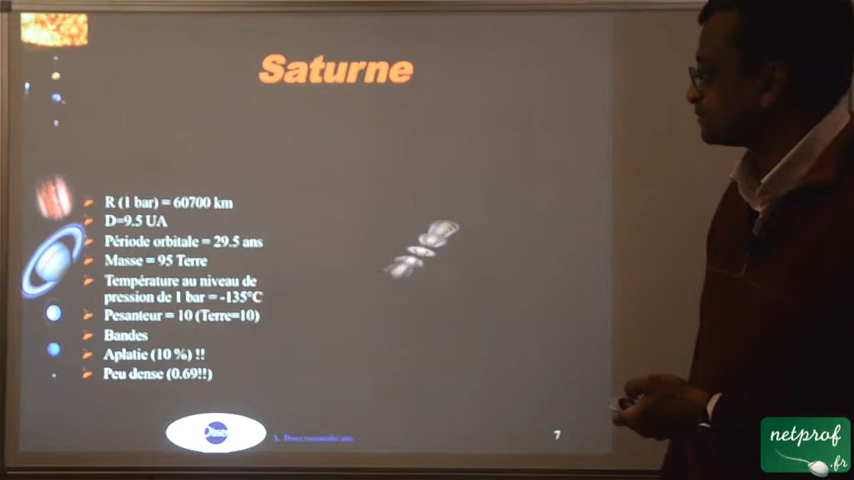 Saturne
R (1 bar) = 60700 km
D=9.5 UA
Période orbitale = 29.5 ans
Masse = 95 Terre
Température au niveau de
pression de 1 bar = -135°C
Pesanteur = 10 (Terre=10)
Bandes
Aplatie (10 %) !!
Peu dense (0.69!!)
7
netprof
.fr